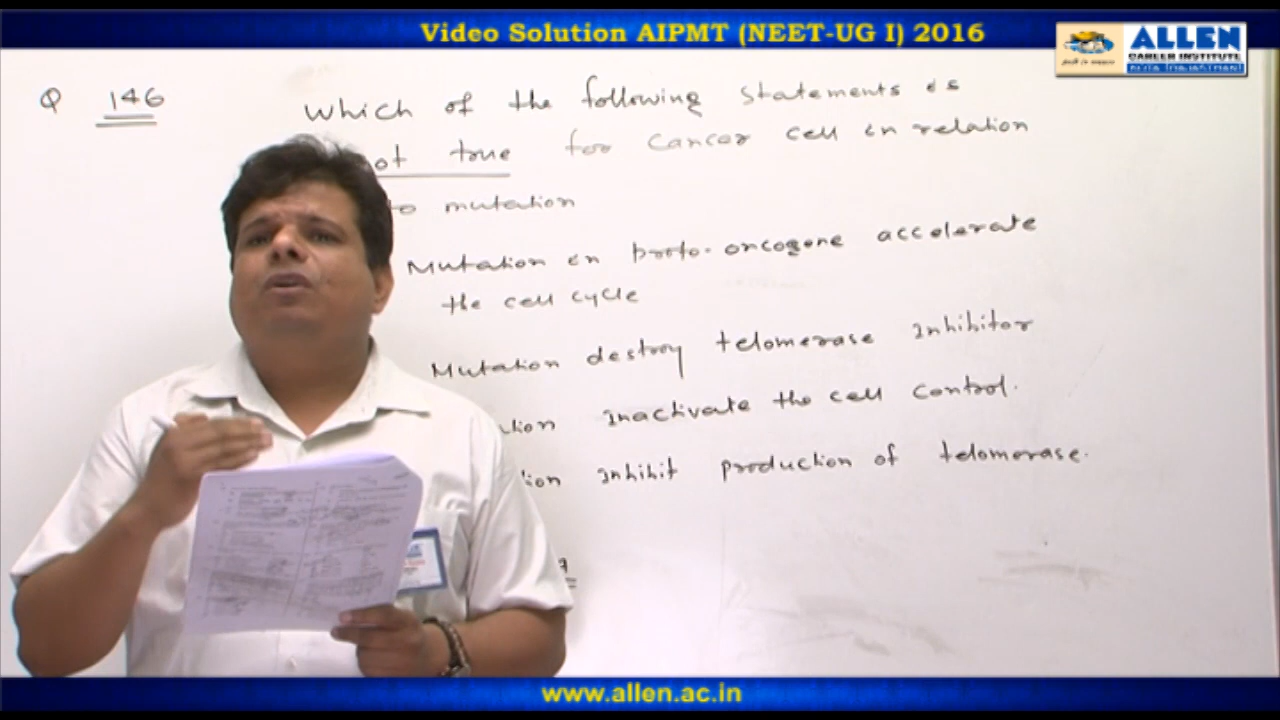 Video Solution AIPMT (NEET-UG I) 2016
ALLEN
CAREER INSTITUTE
Q 146
Which of the following statements is
not true for cancer cell in relation
to mutation
Mutation in proto-oncogene accelerate
the cell cycle
Mutation destroy telomerase inhibitor
inactivate the cell control.
inhibit production of telomerase.
www.allen.ac.in